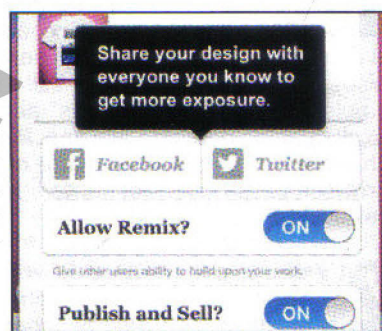 Share your design with
everyone you know to
get more exposure.
Facebook
Twitter
Allow Remix?
ON
Give other users ability to build upon your work.
Publish and Sell?
ON